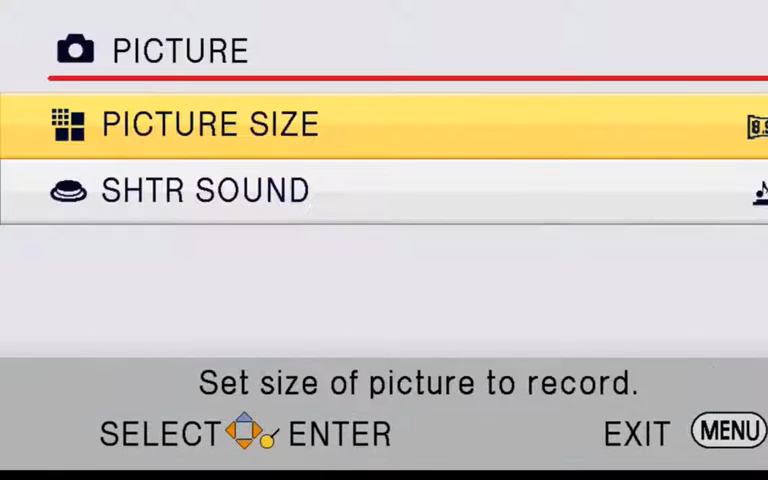 PICTURE
PICTURE SIZE
SHTR SOUND
Set size of picture to record.
SELECT ENTER EXIT MENU